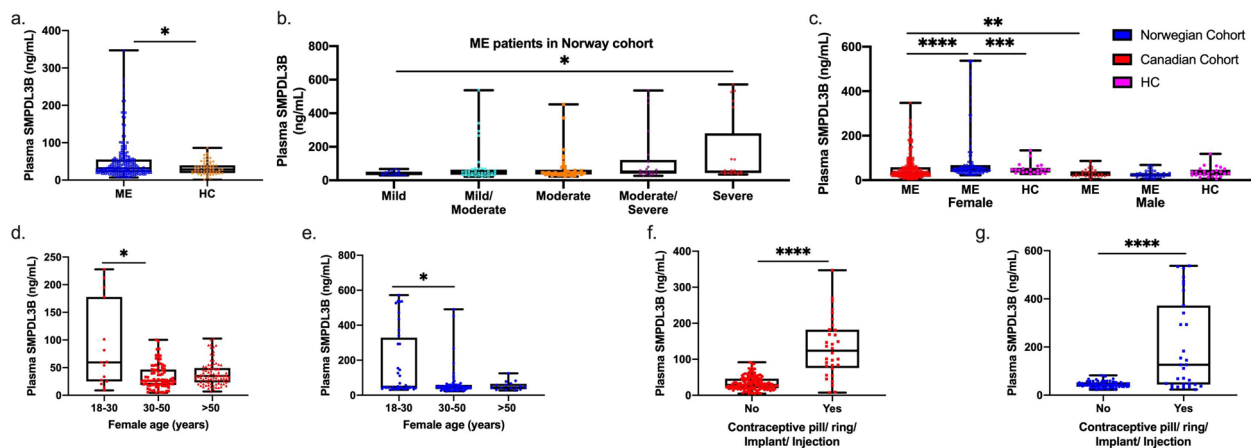 a.
Plasma SMPDL3B (ng/mL)
400
300
200
100
50
0
*
ME
HC
b.
ME patients in Norway cohort
Plasma SMPDL3B
(ng/mL)
800
600
400
200
0
*
Mild
Mild/
Moderate
Moderate
Moderate/
Severe
Severe
c.
Plasma SMPDL3B (ng/mL)
600
400
200
100
0
**
****
***
Norwegian Cohort
Canadian Cohort
HC
ME
ME
HC
ME
ME
HC
Female
Male
d.
Plasma SMPDL3B (ng/mL)
250
200
150
100
50
0
*
18-30
30-50
>50
Female age (years)
e.
Plasma SMPDL3B (ng/mL)
800
600
400
200
100
0
*
18-30
30-50
>50
Female age (years)
f.
Plasma SMPDL3B (ng/mL)
400
300
200
100
50
0
****
No
Yes
Contraceptive pill/ ring/
Implant/ Injection
g.
Plasma SMPDL3B (ng/mL)
600
400
200
100
0
****
No
Yes
Contraceptive pill/ ring/
Implant/ Injection